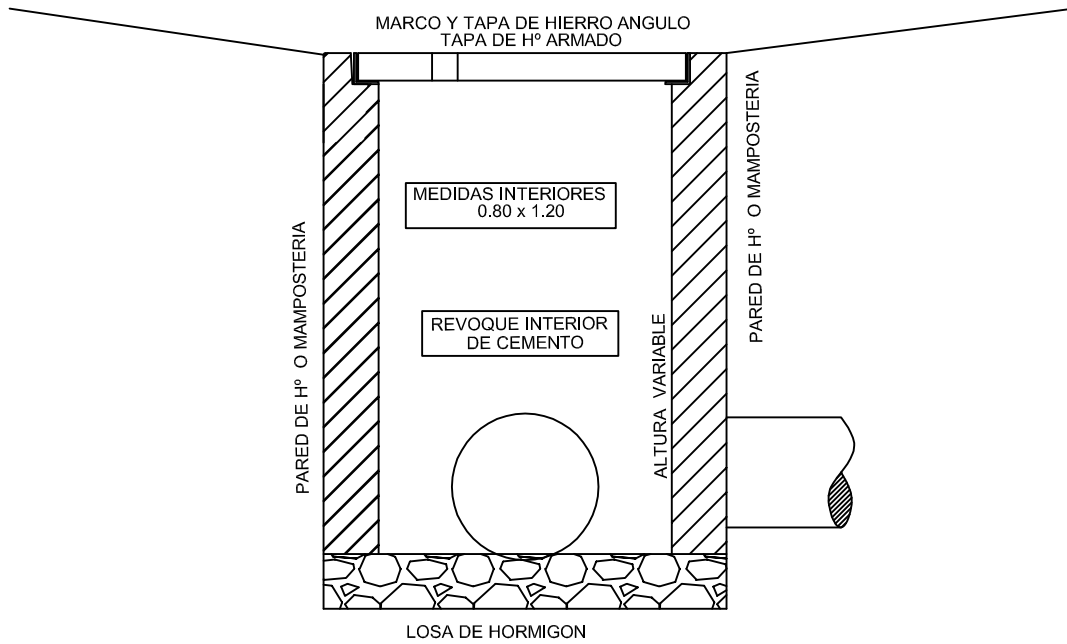 MARCO Y TAPA DE HIERRO ANGULO
TAPA DE Hº ARMADO
MEDIDAS INTERIORES
0.80 x 1.20
REVOQUE INTERIOR
DE CEMENTO
PARED DE Hº O MAMPOSTERIA
ALTURA VARIABLE
PARED DE Hº O MAMPOSTERIA
LOSA DE HORMIGON